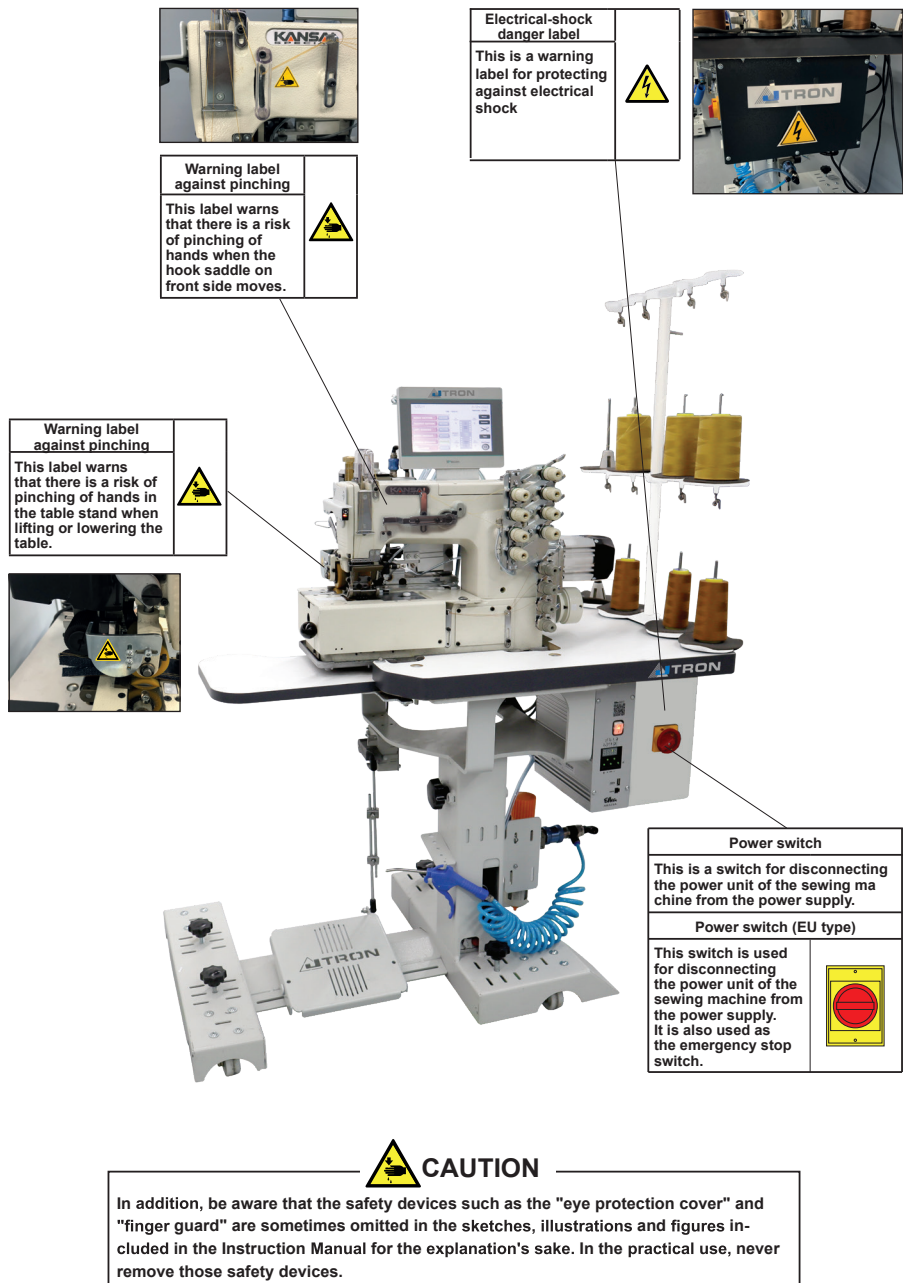 KANSAI
SPECIAL
Electrical-shock
danger label
This is a warning
label for protecting
against electrical
shock
JTRON
Warning label
against pinching
This label warns
that there is a risk
of pinching of
hands when the
hook saddle on
front side moves.
JTRON
Warning label
against pinching
This label warns
that there is a risk of
pinching of hands in
the table stand when
lifting or lowering the
table.
KANSAI
JTRON
Power switch
This is a switch for disconnecting
the power unit of the sewing ma
chine from the power supply.
Power switch (EU type)
This switch is used
for disconnecting
the power unit of the
sewing machine from
the power supply.
It is also used as
the emergency stop
switch.
JTRON
CAUTION
In addition, be aware that the safety devices such as the "eye protection cover" and
"finger guard" are sometimes omitted in the sketches, illustrations and figures in-
cluded in the Instruction Manual for the explanation's sake. In the practical use, never
remove those safety devices.